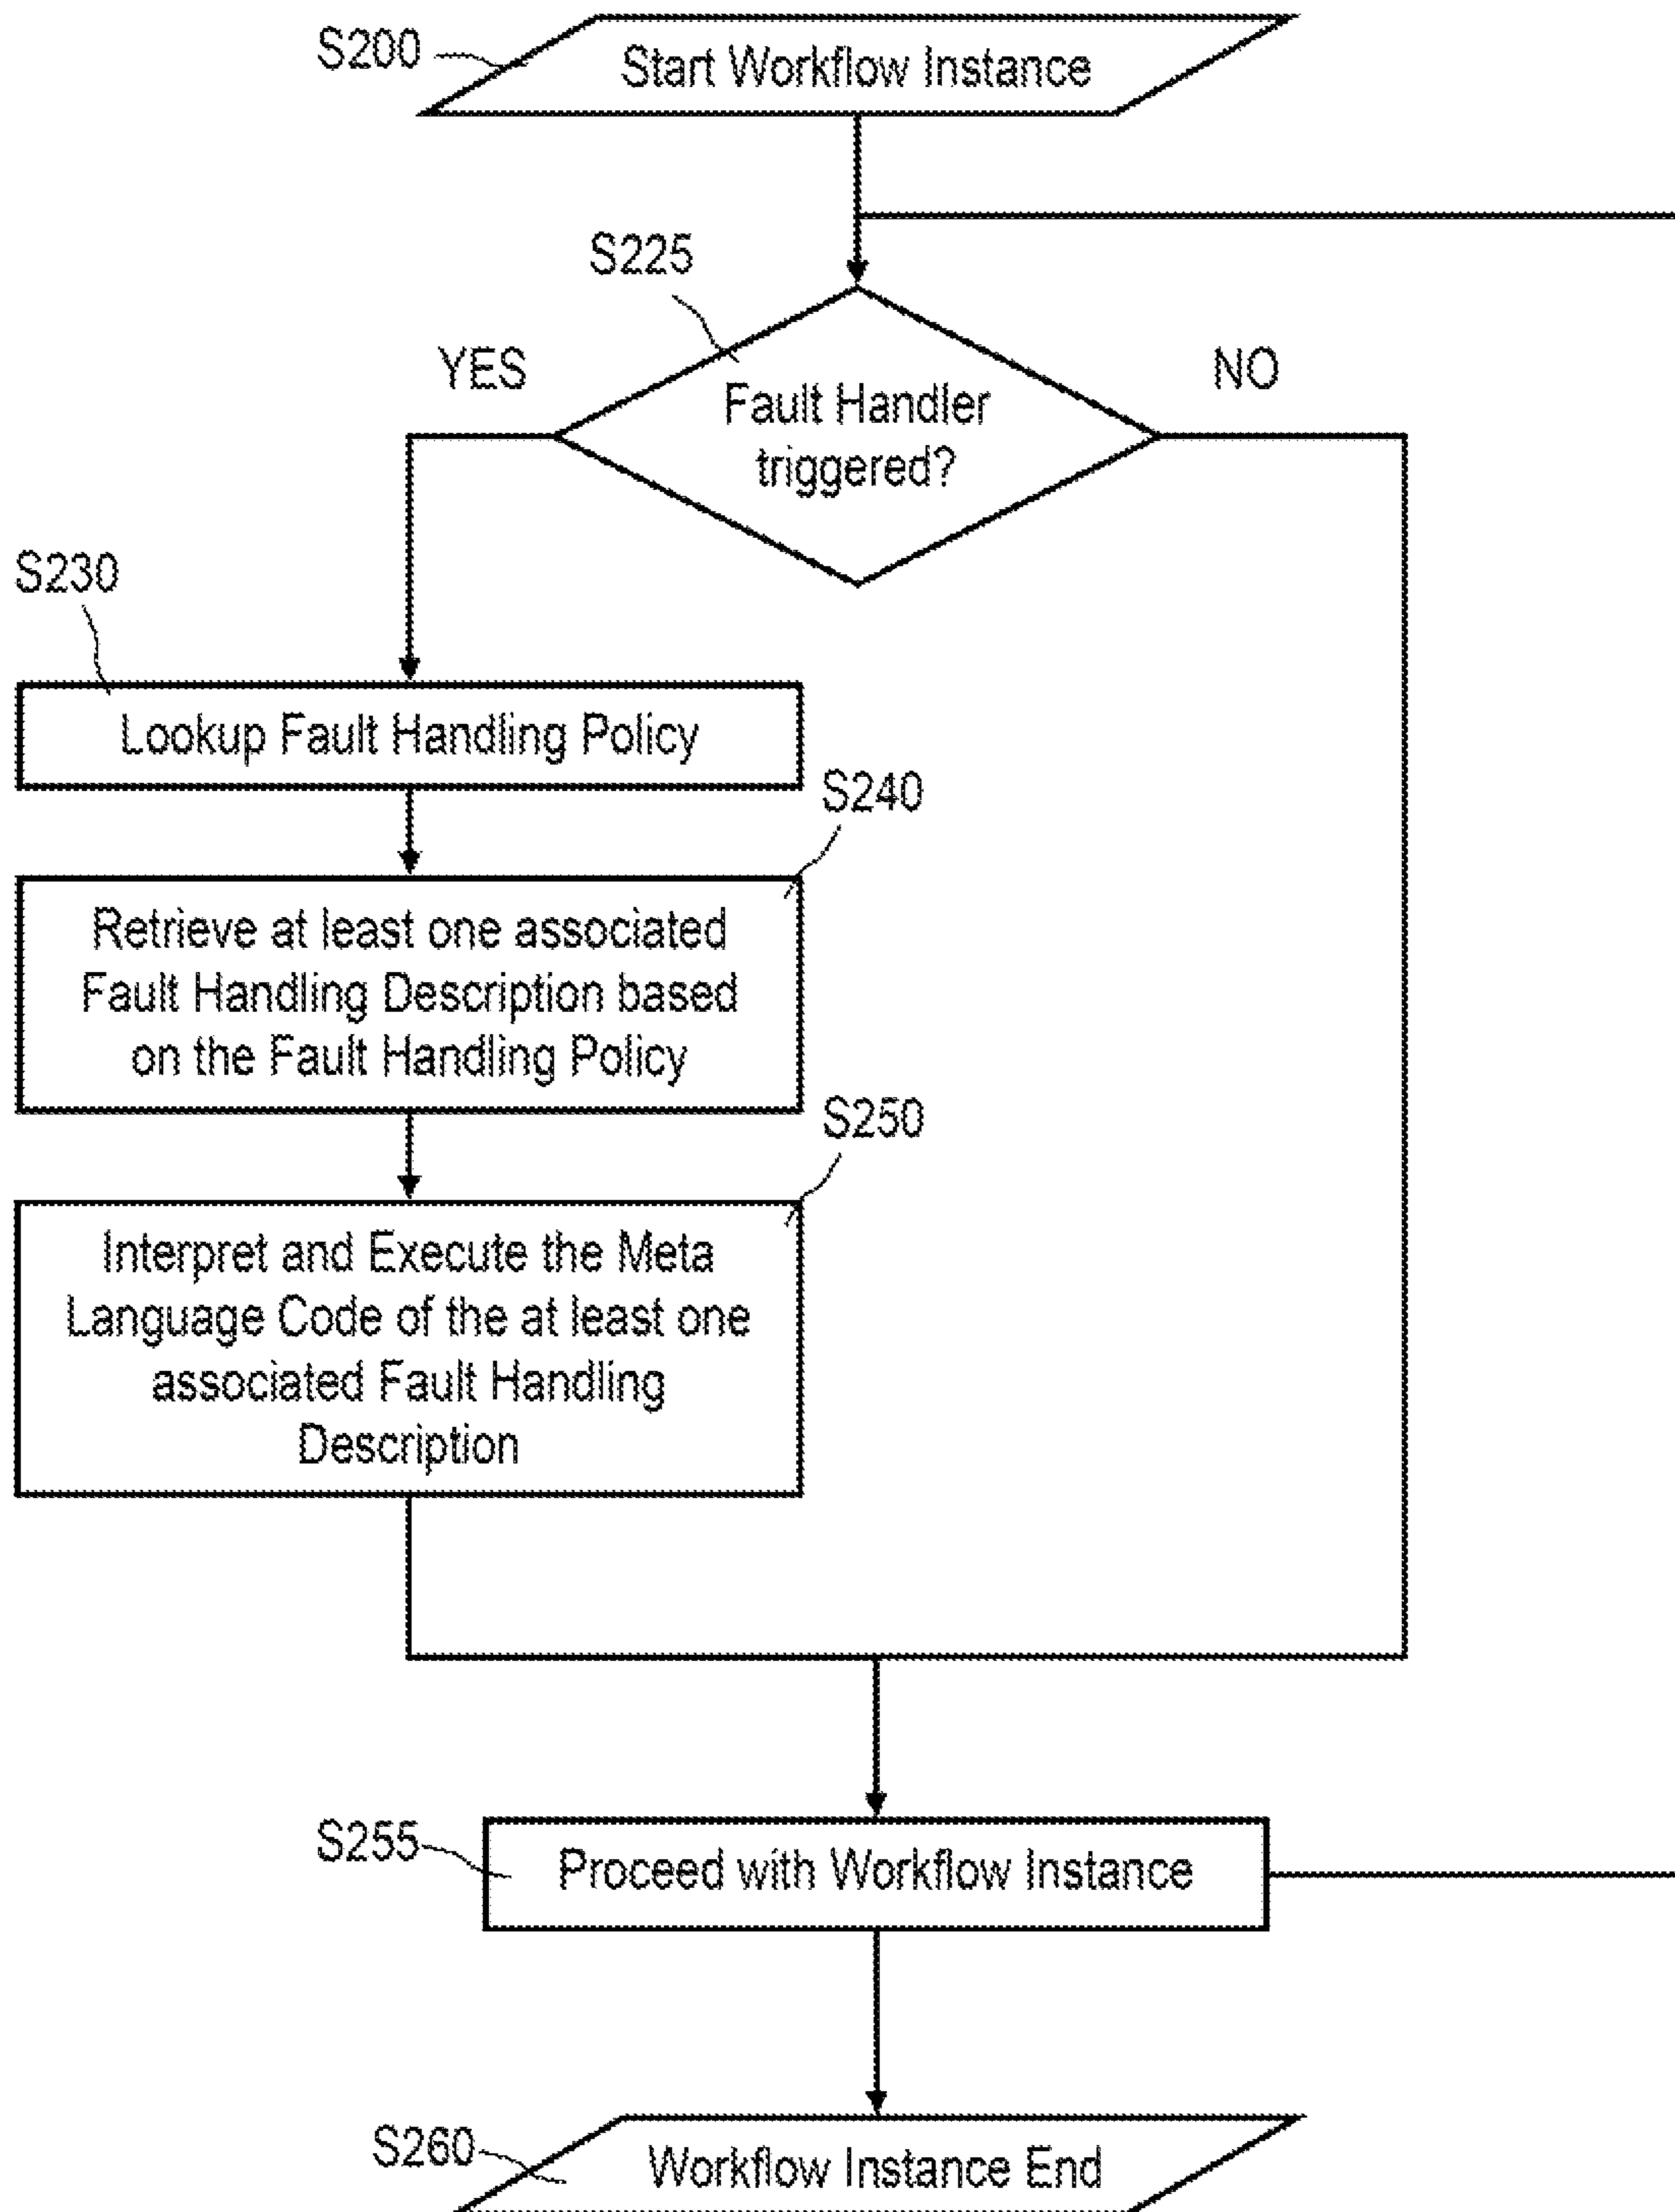 S200
Start Workflow Instance
S225
YES
NO
Fault Handler
triggered?
S230
Lookup Fault Handling Policy
S240
Retrieve at least one associated
Fault Handling Description based
on the Fault Handling Policy
S250
Interpret and Execute the Meta
Language Code of the at least one
associated Fault Handling
Description
S255
Proceed with Workflow Instance
S260
Workflow Instance End